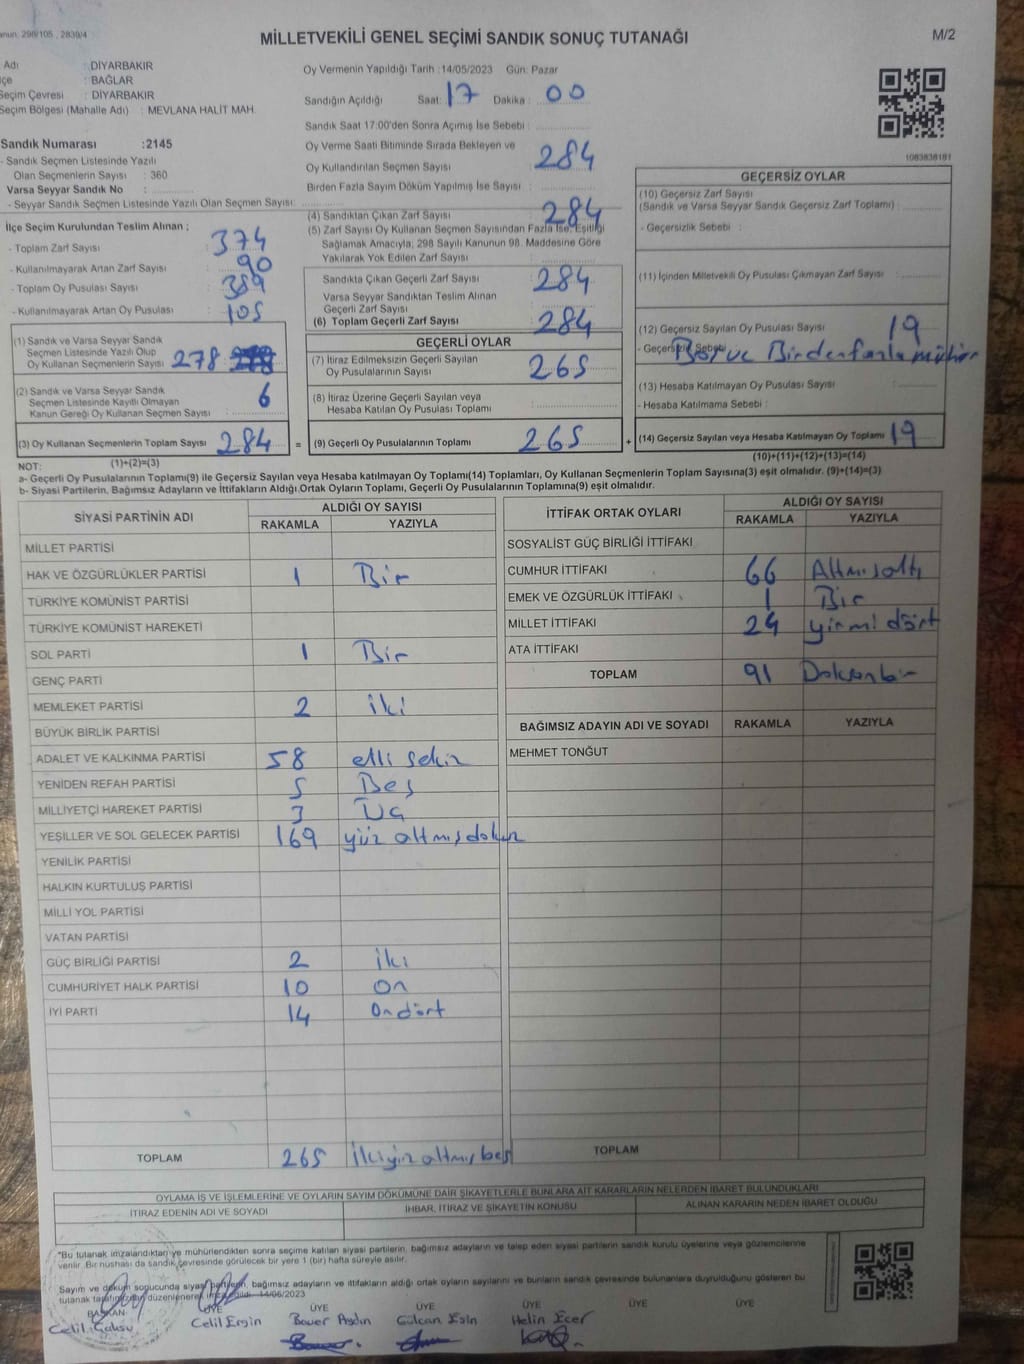 anun: 298/105 , 2839/4
MİLLETVEKİLİ GENEL SEÇİMİ SANDIK SONUÇ TUTANAĞI
M/2
Adı : DİYARBAKIR
çe : BAĞLAR
Seçim Çevresi : DİYARBAKIR
Seçim Bölgesi (Mahalle Adı) : MEVLANA HALİT MAH.
Oy Vermenin Yapıldığı Tarih : 14/05/2023 Gün: Pazar
Sandığın Açıldığı Saat: 17 Dakika : 00
Sandık Saat 17:00'den Sonra Açımış İse Sebebi :
Oy Verme Saati Bitiminde Sırada Bekleyen ve
Oy Kullandırılan Seçmen Sayısı 284
Birden Fazla Sayım Döküm Yapılmış İse Sayısı :
1083838181
Sandık Numarası : 2145
- Sandık Seçmen Listesinde Yazılı
Olan Seçmenlerin Sayısı : 360
Varsa Seyyar Sandık No :
- Seyyar Sandık Seçmen Listesinde Yazılı Olan Seçmen Sayısı:
İlçe Seçim Kurulundan Teslim Alınan ;
- Toplam Zarf Sayısı : 374
- Kullanılmayarak Artan Zarf Sayısı : 90
- Toplam Oy Pusulası Sayısı : 389
- Kullanılmayarak Artan Oy Pusulası : 105
(1) Sandık ve Varsa Seyyar Sandık
Seçmen Listesinde Yazılı Olup
Oy Kullanan Seçmenlerin Sayısı 278
(2) Sandık ve Varsa Seyyar Sandık
Seçmen Listesinde Kayıtlı Olmayan
Kanun Gereği Oy Kullanan Seçmen Sayısı : 6
(3) Oy Kullanan Seçmenlerin Toplam Sayısı 284
(4) Sandıktan Çıkan Zarf Sayısı : 284
(5) Zarf Sayısı Oy Kullanan Seçmen Sayısından Fazla İse, Eşitliği
Sağlamak Amacıyla, 298 Sayılı Kanunun 98. Maddesine Göre
Yakılarak Yok Edilen Zarf Sayısı :
Sandıkta Çıkan Geçerli Zarf Sayısı : 284
Varsa Seyyar Sandıktan Teslim Alınan
Geçerli Zarf Sayısı :
(6) Toplam Geçerli Zarf Sayısı : 284
GEÇERLİ OYLAR
(7) İtiraz Edilmeksizin Geçerli Sayılan
Oy Pusulalarının Sayısı : 265
(8) İtiraz Üzerine Geçerli Sayılan veya
Hesaba Katılan Oy Pusulası Toplamı :
= (9) Geçerli Oy Pusulalarının Toplamı : 265 +
GEÇERSİZ OYLAR
(10) Geçersiz Zarf Sayısı
(Sandık ve Varsa Seyyar Sandık Geçersiz Zarf Toplamı) :
- Geçersizlik Sebebi :
(11) İçinden Milletvekili Oy Pusulası Çıkmayan Zarf Sayısı :
(12) Geçersiz Sayılan Oy Pusulası Sayısı : 19
- Geçersizlik Sebebi Boş ve Birden fazla mühür
(13) Hesaba Katılmayan Oy Pusulası Sayısı :
- Hesaba Katılmama Sebebi :
(14) Geçersiz Sayılan veya Hesaba Katılmayan Oy Toplamı 19
(10)+(11)+(12)+(13)=(14)
NOT: (1)+(2)=(3)
a- Geçerli Oy Pusulalarının Toplamı(9) ile Geçersiz Sayılan veya Hesaba katılmayan Oy Toplamı(14) Toplamları, Oy Kullanan Seçmenlerin Toplam Sayısına(3) eşit olmalıdır. (9)+(14)=(3)
b- Siyasi Partilerin, Bağımsız Adayların ve İttifakların Aldığı Ortak Oyların Toplamı, Geçerli Oy Pusulalarının Toplamına(9) eşit olmalıdır.
SİYASİ PARTİNİN ADI ALDIĞI OY SAYISI
RAKAMLA YAZIYLA
MİLLET PARTİSİ
HAK VE ÖZGÜRLÜKLER PARTİSİ 1 Bir
TÜRKİYE KOMÜNİST PARTİSİ
TÜRKİYE KOMÜNİST HAREKETİ
SOL PARTİ 1 Bir
GENÇ PARTİ
MEMLEKET PARTİSİ 2 iki
BÜYÜK BİRLİK PARTİSİ
ADALET VE KALKINMA PARTİSİ 58 elli sekiz
YENİDEN REFAH PARTİSİ 5 Beş
MİLLİYETÇİ HAREKET PARTİSİ 3 Üç
YEŞİLLER VE SOL GELECEK PARTİSİ 169 yüz altmış dokuz
YENİLİK PARTİSİ
HALKIN KURTULUŞ PARTİSİ
MİLLİ YOL PARTİSİ
VATAN PARTİSİ
GÜÇ BİRLİĞİ PARTİSİ 2 iki
CUMHURİYET HALK PARTİSİ 10 on
İYİ PARTİ 14 On dört
TOPLAM 265 İkiyüz altmış beş
İTTİFAK ORTAK OYLARI ALDIĞI OY SAYISI
RAKAMLA YAZIYLA
SOSYALİST GÜÇ BİRLİĞİ İTTİFAKI
CUMHUR İTTİFAKI 66 Altmış altı
EMEK VE ÖZGÜRLÜK İTTİFAKI 1 Bir
MİLLET İTTİFAKI 24 yirmi dört
ATA İTTİFAKI
TOPLAM 91 Doksan bir
BAĞIMSIZ ADAYIN ADI VE SOYADI RAKAMLA YAZIYLA
MEHMET TONĞUT
TOPLAM
OYLAMA İŞ VE İŞLEMLERİNE VE OYLARIN SAYIM DÖKÜMÜNE DAİR ŞİKAYETLERLE BUNLARA AİT KARARLARIN NELERDEN İBARET BULUNDUKLARI
İTİRAZ EDENİN ADI VE SOYADI İHBAR, İTİRAZ VE ŞİKAYETİN KONUSU ALINAN KARARIN NEDEN İBARET OLDUĞU
"Bu tutanak imzalandıktan ve mühürlendikten sonra seçime katılan siyasi partilerin, bağımsız adayların ve talep eden siyasi partilerin sandık kurulu üyelerine veya gözlemcilerine
verilir. Bir nüshası da sandık çevresinde görülecek bir yere 1 (bir) hafta süreyle asılır.
Sayım ve döküm sonucunda siyasi partilerin, bağımsız adayların ve ittifakların aldığı ortak oyların sayılarını ve bunların sandık çevresinde bulunanlara duyrulduğunu gösteren bu
tutanak tarafımızdan düzenlenerek imza edildi. 14/05/2023
BAŞKAN ÜYE ÜYE ÜYE ÜYE ÜYE ÜYE
Celil Celil Ersin Aydın Gülcan Helin Ecer